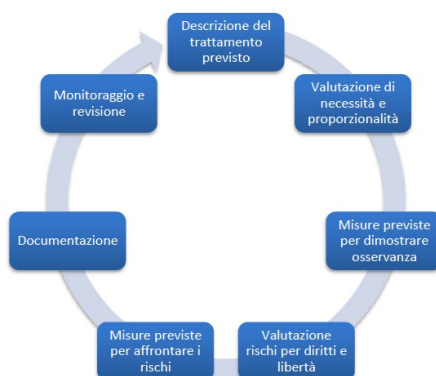 Descrizione del
trattamento
previsto
Valutazione di
necessità e
proporzionalità
Misure previste
per dimostrare
osservanza
Valutazione
rischi per diritti e
libertà
Misure previste
per affrontare i
rischi
Documentazione
Monitoraggio e
revisione